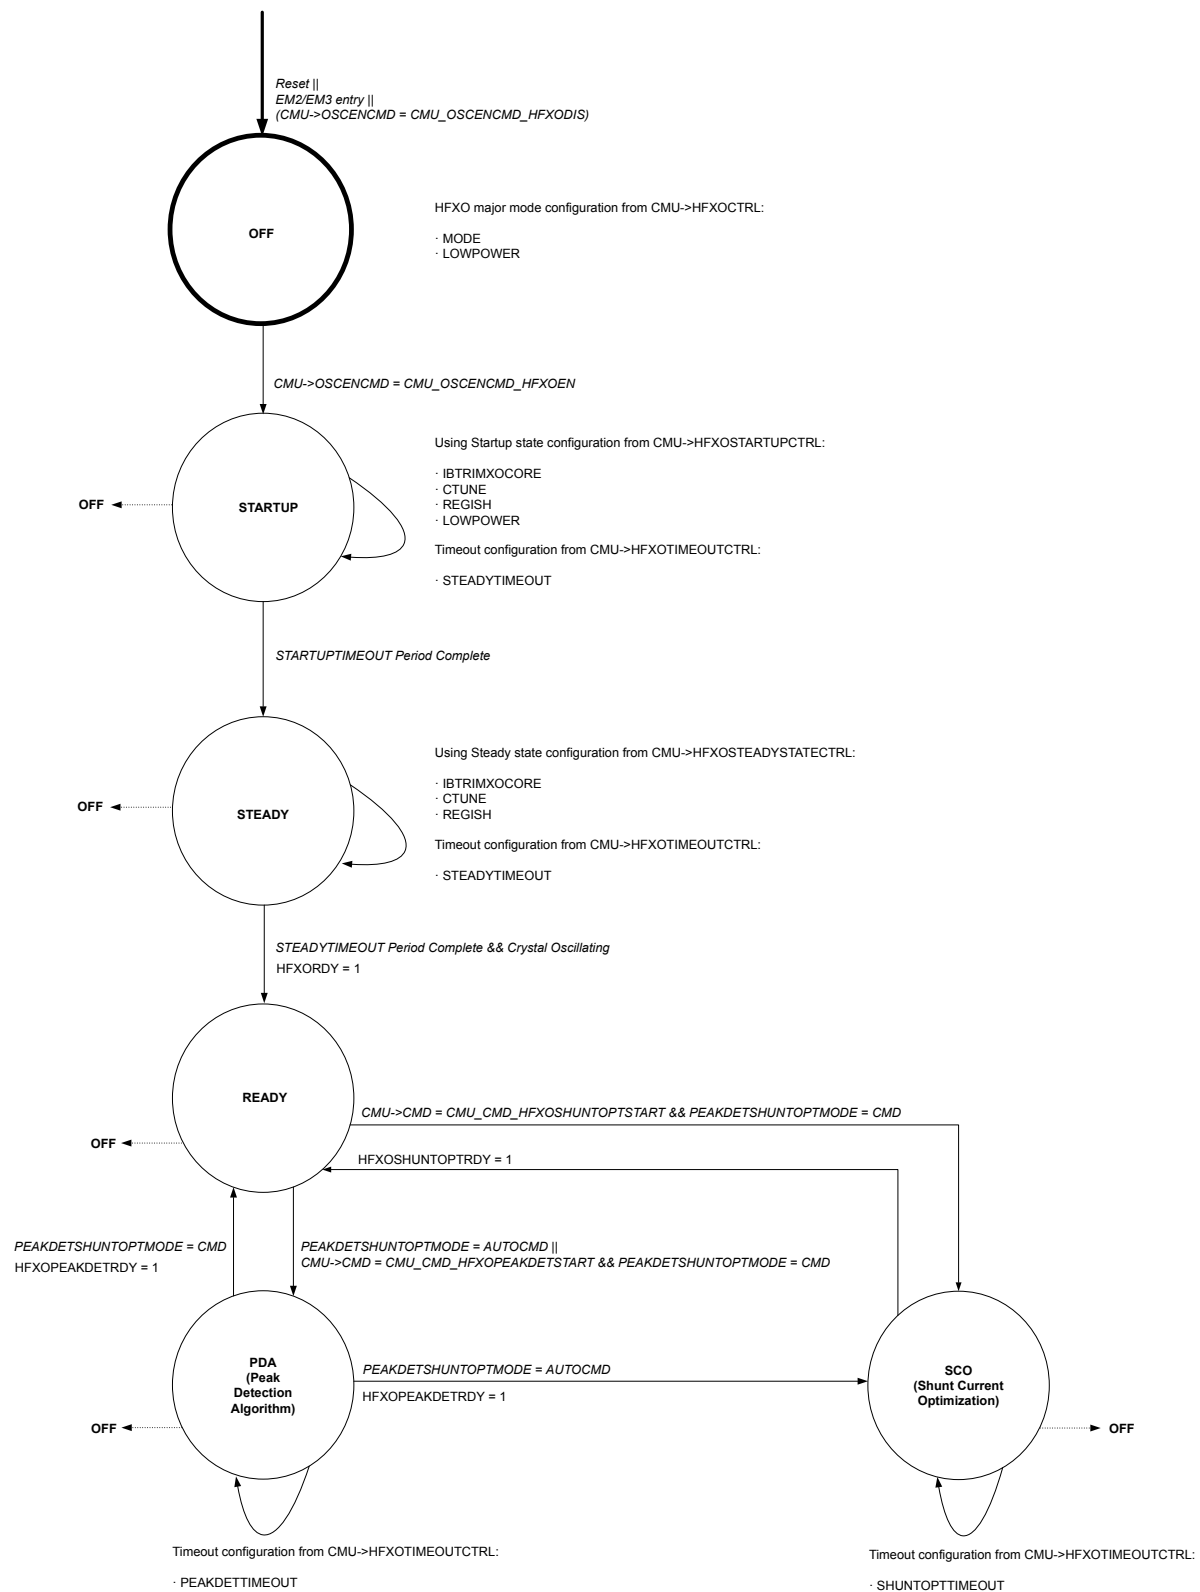 Reset ||
EM2/EM3 entry ||
(CMU->OSCENCMD = CMU_OSCENCMD_HFXODIS)
OFF
HFXO major mode configuration from CMU->HFXOCTRL:
· MODE
· LOWPOWER
CMU->OSCENCMD = CMU_OSCENCMD_HFXOEN
OFF
STARTUP
Using Startup state configuration from CMU->HFXOSTARTUPCTRL:
· IBTRIMXOCORE
· CTUNE
· REGISH
· LOWPOWER
Timeout configuration from CMU->HFXOTIMEOUTCTRL:
· STEADYTIMEOUT
STARTUPTIMEOUT Period Complete
OFF
STEADY
Using Steady state configuration from CMU->HFXOSTEADYSTATECTRL:
· IBTRIMXOCORE
· CTUNE
· REGISH
Timeout configuration from CMU->HFXOTIMEOUTCTRL:
· STEADYTIMEOUT
STEADYTIMEOUT Period Complete && Crystal Oscillating
HFXORDY = 1
READY
OFF
CMU->CMD = CMU_CMD_HFXOSHUNTOPTSTART && PEAKDETSHUNTOPTMODE = CMD
HFXOSHUNTOPTRDY = 1
PEAKDETSHUNTOPTMODE = CMD
HFXOPEAKDETRDY = 1
PEAKDETSHUNTOPTMODE = AUTOCMD ||
CMU->CMD = CMU_CMD_HFXOPEAKDETSTART && PEAKDETSHUNTOPTMODE = CMD
PDA
(Peak
Detection
Algorithm)
OFF
PEAKDETSHUNTOPTMODE = AUTOCMD
HFXOPEAKDETRDY = 1
SCO
(Shunt Current
Optimization)
OFF
Timeout configuration from CMU->HFXOTIMEOUTCTRL:
· PEAKDETTIMEOUT
Timeout configuration from CMU->HFXOTIMEOUTCTRL:
· SHUNTOPTTIMEOUT